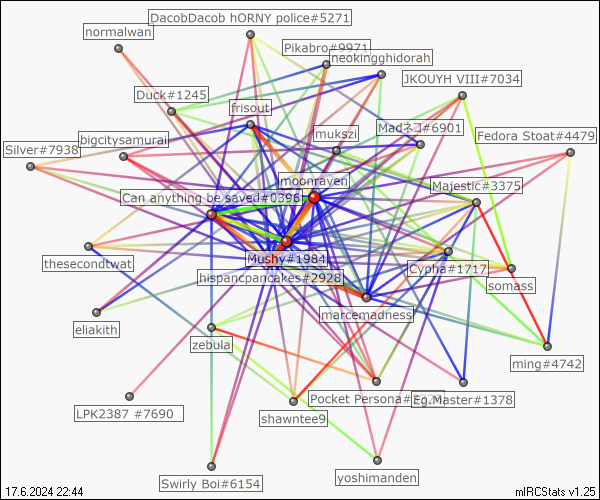 DacobDacob hORNY police#5271
normalwan
Pikabro#9971
neokingghidorah
JKOUYH VIII#7034
Duck#1245
frisout
Madネコ#6901
mukszi
Fedora Stoat#4479
bigcitysamurai
Silver#7938
moonraven
Majestic#3375
Can anything be saved#0396
Mushy#1984
thesecondtwat
Cypha#1717
hispancpancakes#2928
somass
marcemadness
eliakith
zebula
ming#4742
Pocket Persona#
Eg.Master#1378
LPK2387 #7690
shawntee9
Swirly Boi#6154
yoshimanden
17.6.2024 22:44
mIRCStats v1.25